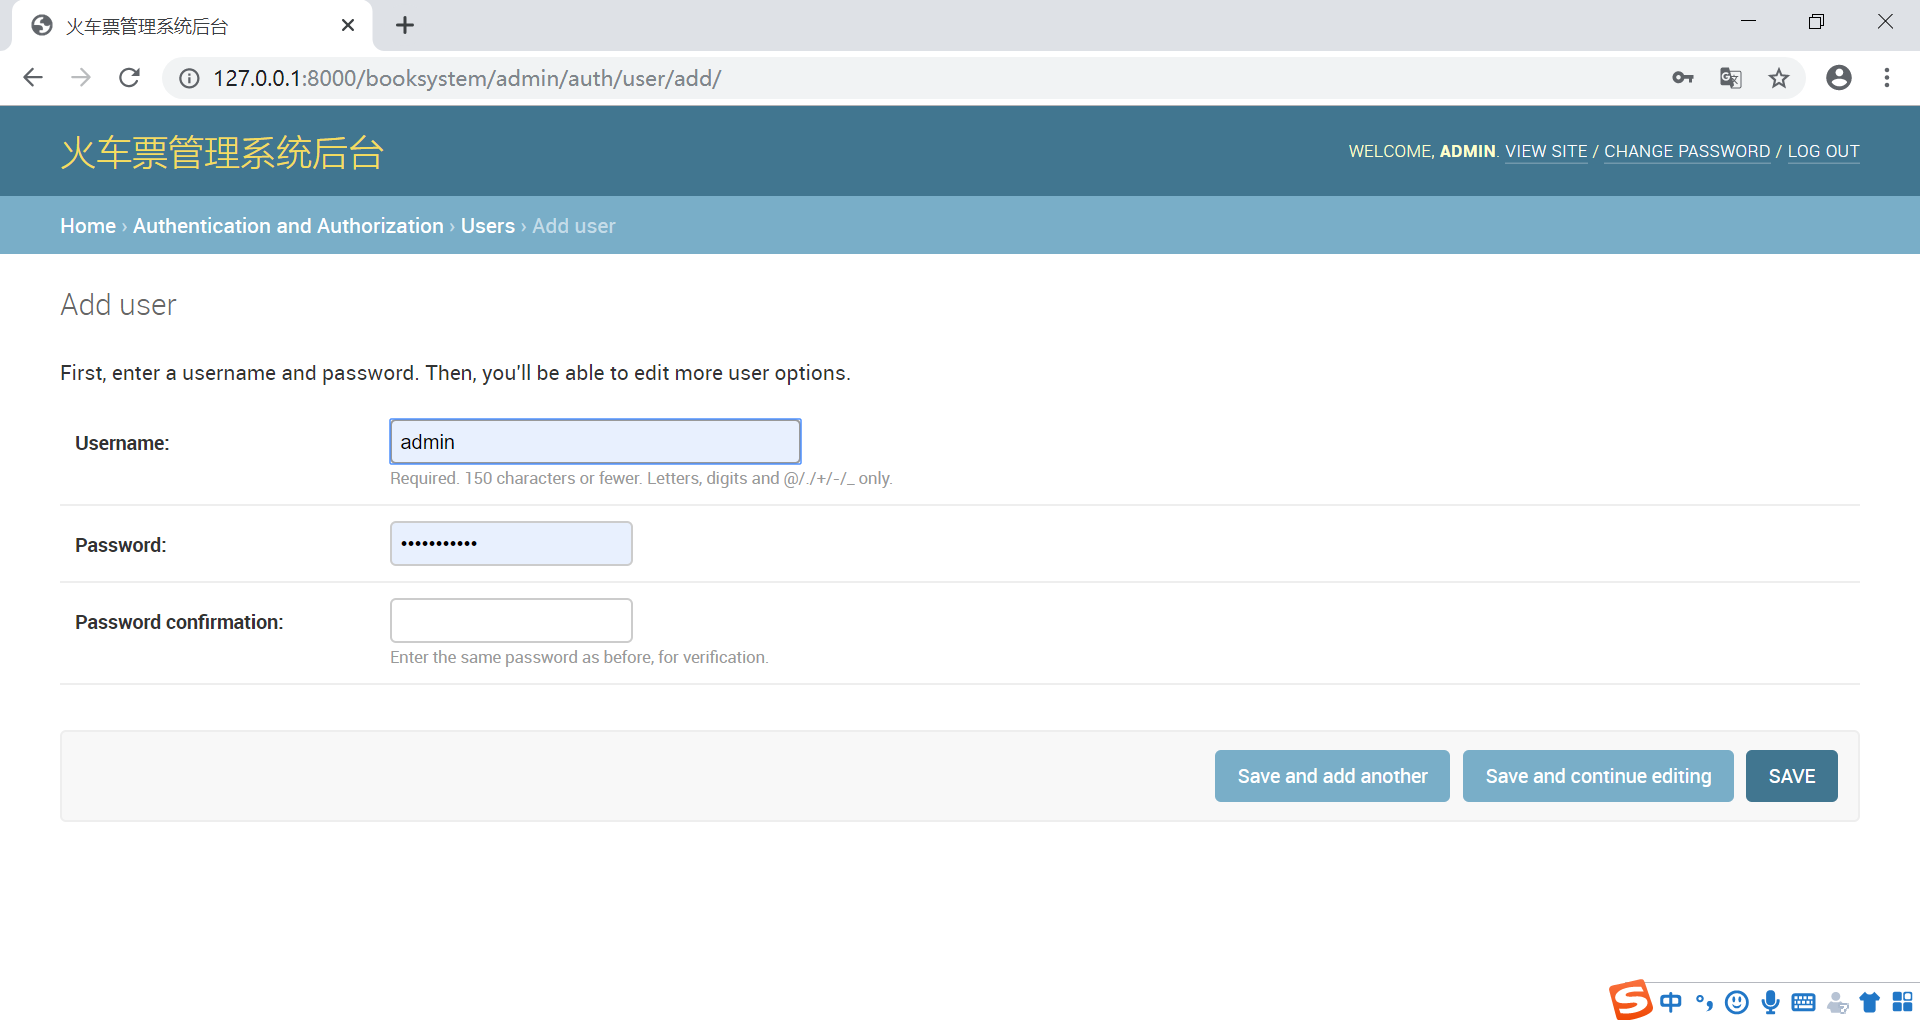 火车票管理系统后台
127.0.0.1:8000/booksystem/admin/auth/user/add/
火车票管理系统后台
WELCOME, ADMIN. VIEW SITE / CHANGE PASSWORD / LOG OUT
Home › Authentication and Authorization › Users › Add user
Add user
First, enter a username and password. Then, you'll be able to edit more user options.
Username:
admin
Required. 150 characters or fewer. Letters, digits and @/./+/-/_ only.
Password:
•••••••••••
Password confirmation:
Enter the same password as before, for verification.
Save and add another
Save and continue editing
SAVE
S 中 °,